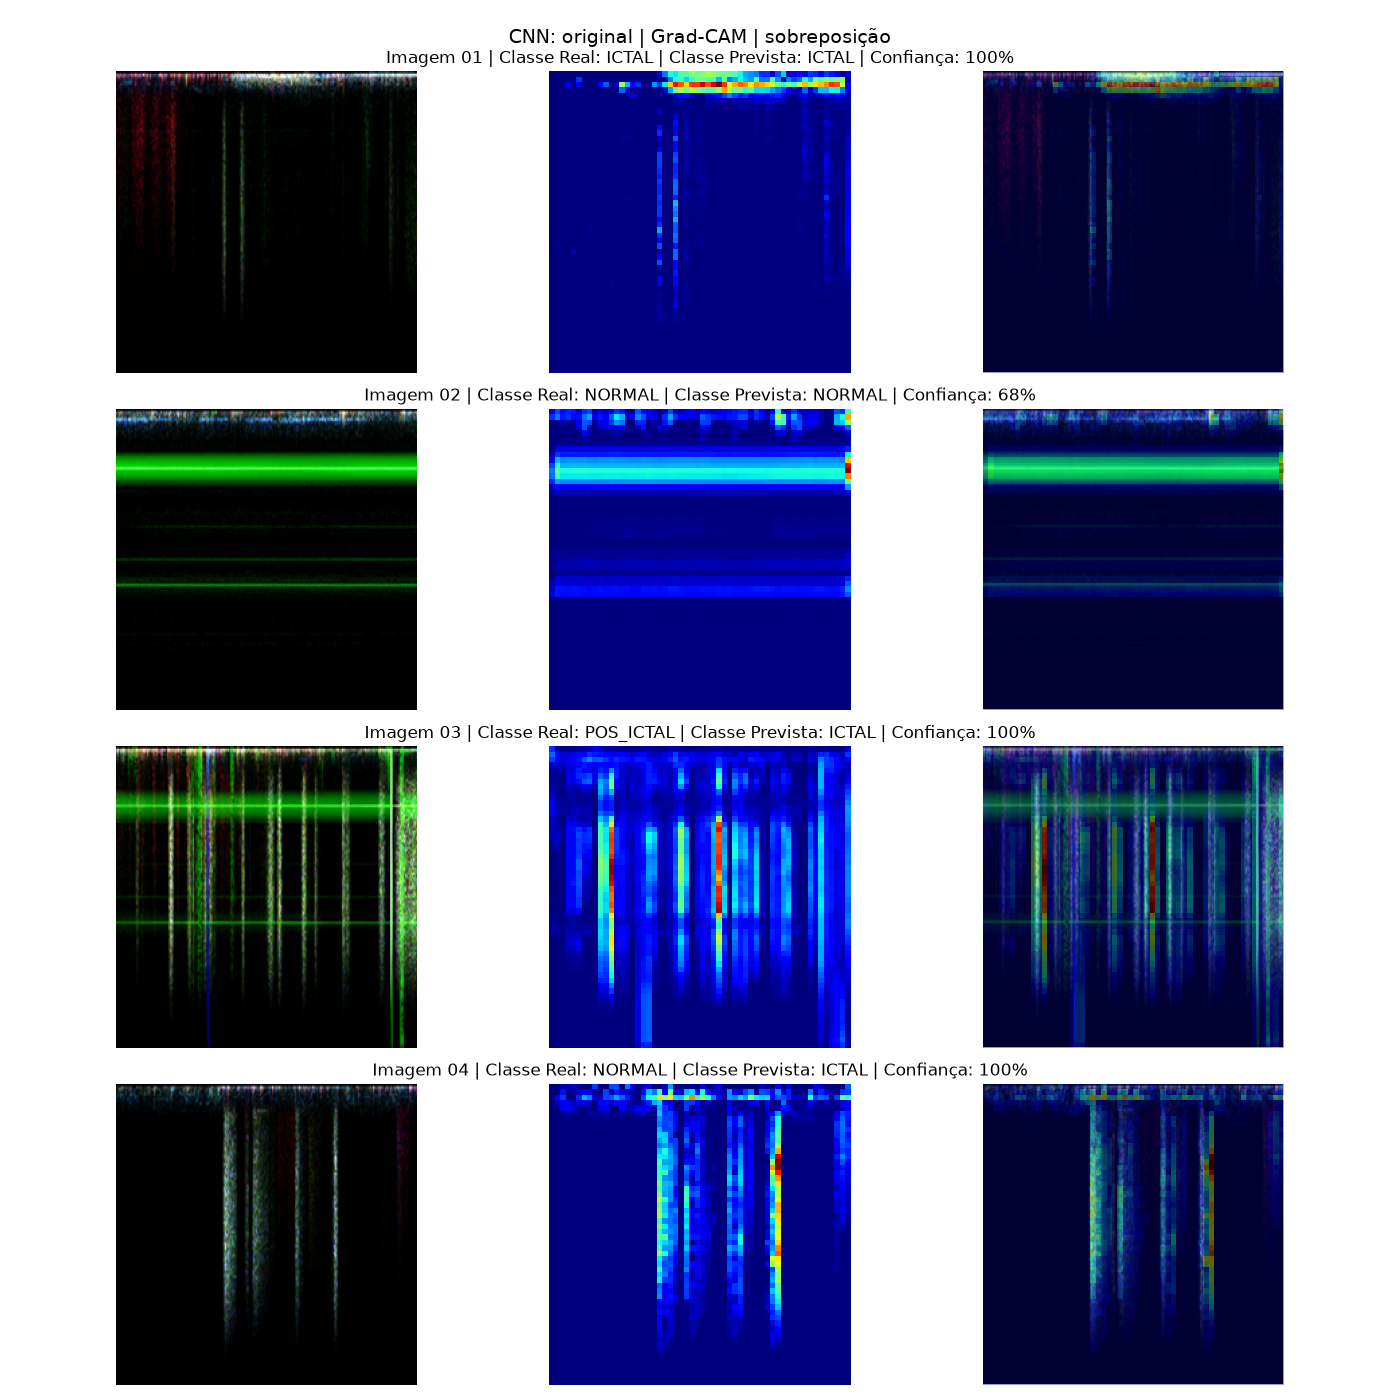 CNN: original | Grad-CAM | sobreposição
Imagem 01 | Classe Real: ICTAL | Classe Prevista: ICTAL | Confiança: 100%
Imagem 02 | Classe Real: NORMAL | Classe Prevista: NORMAL | Confiança: 68%
Imagem 03 | Classe Real: POS_ICTAL | Classe Prevista: ICTAL | Confiança: 100%
Imagem 04 | Classe Real: NORMAL | Classe Prevista: ICTAL | Confiança: 100%